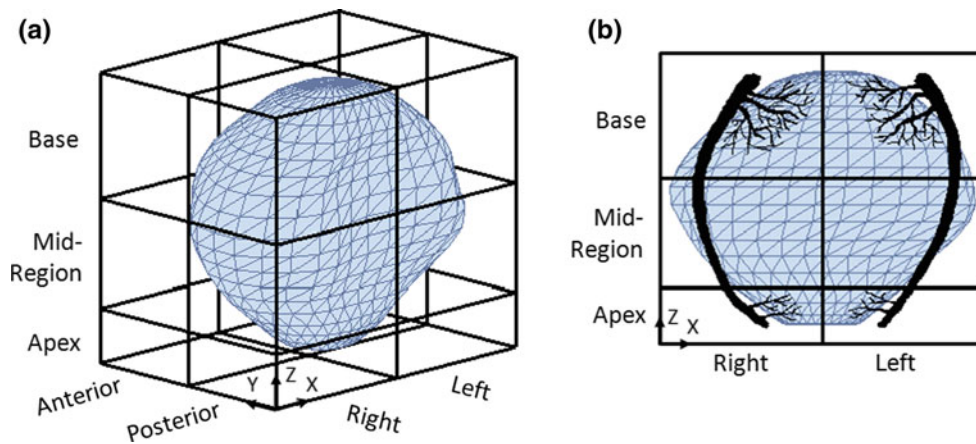 (a)
Base
Mid-
Region
Apex
Anterior
Posterior
Y Z X
Right
Left
(b)
Base
Mid-
Region
Apex
Z X
Right
Left